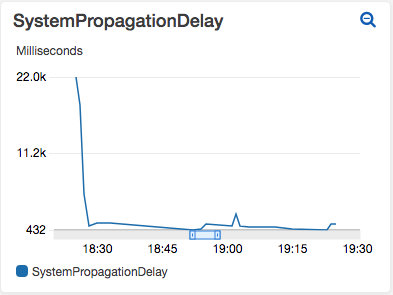 SystemPropagationDelay
Milliseconds
22.0k
11.2k
432
18:30 18:45 19:00 19:15 19:30
SystemPropagationDelay